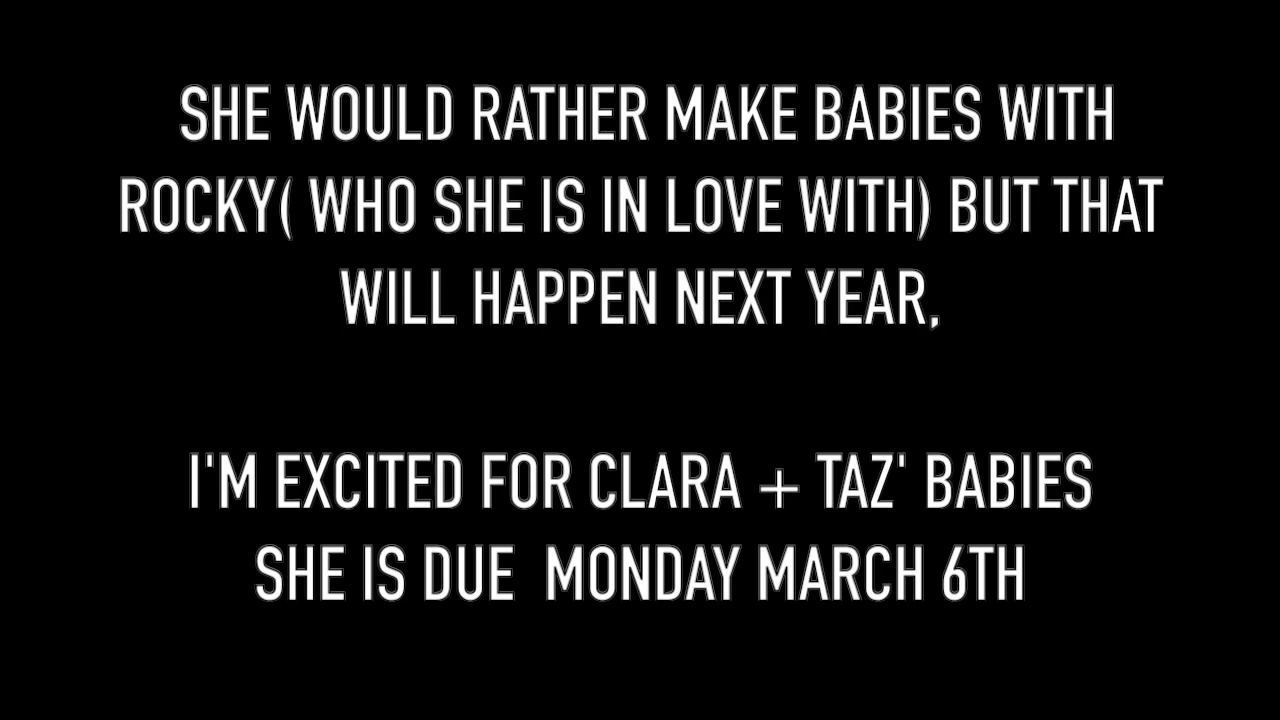 SHE WOULD RATHER MAKE BABIES WITH
ROCKY( WHO SHE IS IN LOVE WITH) BUT THAT
WILL HAPPEN NEXT YEAR,
I'M EXCITED FOR CLARA + TAZ' BABIES
SHE IS DUE  MONDAY MARCH 6TH